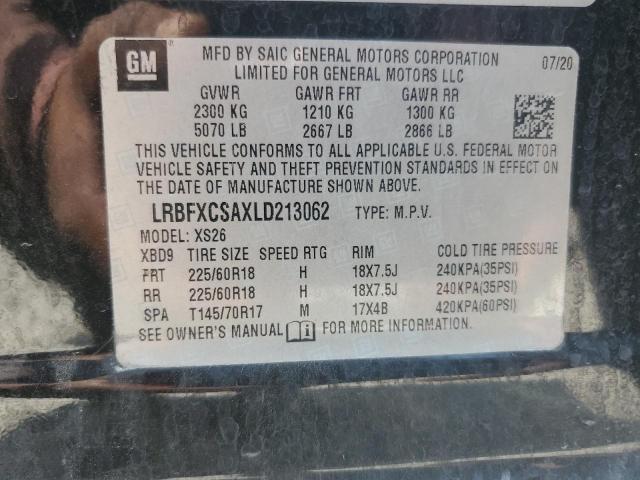 GM
MFD BY SAIC GENERAL MOTORS CORPORATION 07/20
LIMITED FOR GENERAL MOTORS LLC
GVWR GAWR FRT GAWR RR
2300 KG 1210 KG 1300 KG
5070 LB 2667 LB 2866 LB
THIS VEHICLE CONFORMS TO ALL APPLICABLE U.S. FEDERAL MOTOR
VEHICLE SAFETY AND THEFT PREVENTION STANDARDS IN EFFECT ON
THE DATE OF MANUFACTURE SHOWN ABOVE.
LRBFXCSAXLD213062 TYPE: M.P.V.
MODEL: XS26
XBD9 TIRE SIZE SPEED RTG RIM COLD TIRE PRESSURE
FRT 225/60R18 H 18X7.5J 240KPA(35PSI)
RR 225/60R18 H 18X7.5J 240KPA(35PSI)
SPA T145/70R17 M 17X4B 420KPA(60PSI)
SEE OWNER'S MANUAL FOR MORE INFORMATION.